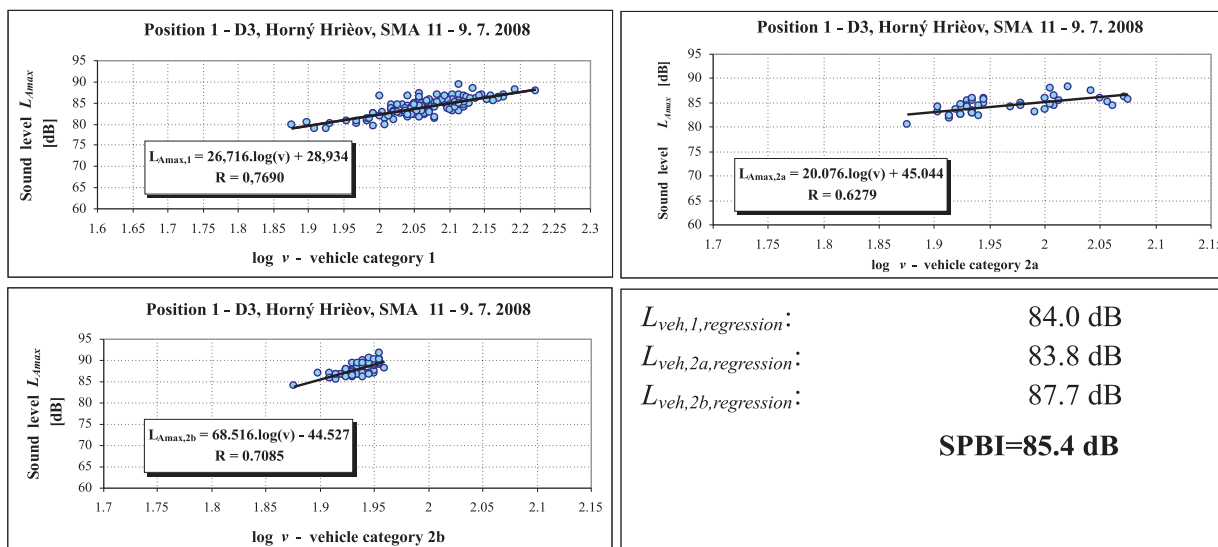 Position 1 - D3, Horný Hrièov, SMA 11 - 9. 7. 2008
Sound level L_Amax
[dB]
95
90
85
80
75
70
65
60
L_Amax,1 = 26,716.log(v) + 28,934
R = 0,7690
1.6 1.65 1.7 1.75 1.8 1.85 1.9 1.95 2 2.05 2.1 2.15 2.2 2.25 2.3
log v - vehicle category 1
Position 1 - D3, Horný Hrièov, SMA 11 - 9. 7. 2008
Sound level L_Amax [dB]
95
90
85
80
75
70
65
60
L_Amax,2a = 20.076.log(v) + 45.044
R = 0.6279
1.7 1.75 1.8 1.85 1.9 1.95 2 2.05 2.1 2.1
log v - vehicle category 2a
Position 1 - D3, Horný Hrièov, SMA 11 - 9. 7. 2008
Sound level L_Amax
[dB]
95
90
85
80
75
70
65
60
L_Amax,2b = 68.516.log(v) - 44.527
R = 0.7085
1.7 1.75 1.8 1.85 1.9 1.95 2 2.05 2.1 2.15
log v - vehicle category 2b
L_veh,1,regression: 84.0 dB
L_veh,2a,regression: 83.8 dB
L_veh,2b,regression: 87.7 dB
SPBI=85.4 dB